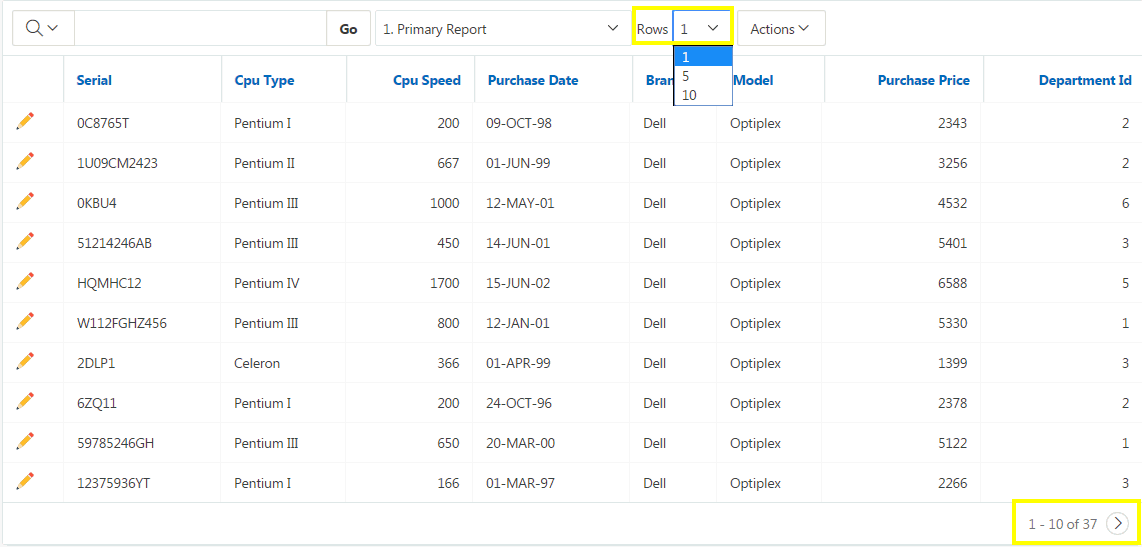 Go 1. Primary Report Rows 1 Actions
1
5
10
Serial Cpu Type Cpu Speed Purchase Date Bran Model Purchase Price Department Id
0C8765T Pentium I 200 09-OCT-98 Dell Optiplex 2343 2
1U09CM2423 Pentium II 667 01-JUN-99 Dell Optiplex 3256 2
0KBU4 Pentium III 1000 12-MAY-01 Dell Optiplex 4532 6
51214246AB Pentium III 450 14-JUN-01 Dell Optiplex 5401 3
HQMHC12 Pentium IV 1700 15-JUN-02 Dell Optiplex 6588 5
W112FGHZ456 Pentium III 800 12-JAN-01 Dell Optiplex 5330 1
2DLP1 Celeron 366 01-APR-99 Dell Optiplex 1399 3
6ZQ11 Pentium I 200 24-OCT-96 Dell Optiplex 2378 2
59785246GH Pentium III 650 20-MAR-00 Dell Optiplex 5122 1
12375936YT Pentium I 166 01-MAR-97 Dell Optiplex 2266 3
1 - 10 of 37